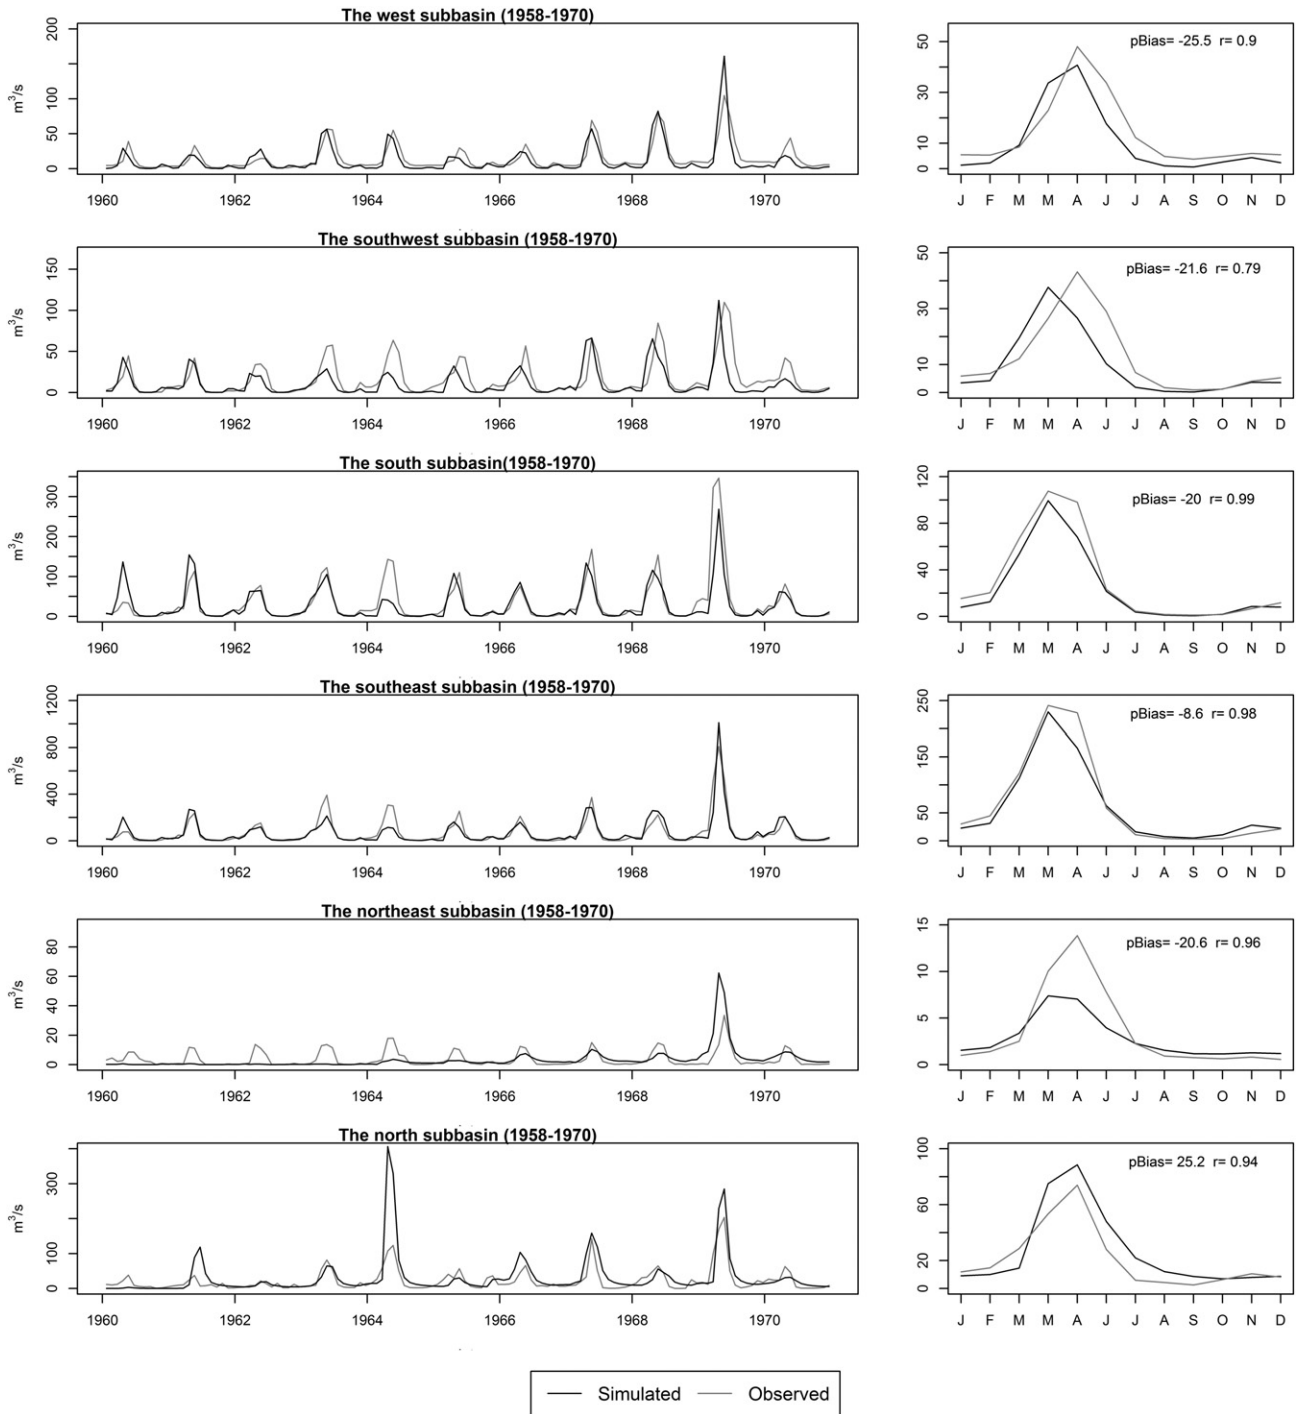 The west subbasin (1958-1970)
m³/s
200
100
50
0
1960 1962 1964 1966 1968 1970
pBias= -25.5 r= 0.9
50
30
10
0
J F M M A J J A S O N D
The southwest subbasin (1958-1970)
m³/s
150
100
50
0
1960 1962 1964 1966 1968 1970
pBias= -21.6 r= 0.79
50
30
10
0
J F M M A J J A S O N D
The south subbasin(1958-1970)
m³/s
300
200
100
0
1960 1962 1964 1966 1968 1970
pBias= -20 r= 0.99
120
80
40
0
J F M M A J J A S O N D
The southeast subbasin (1958-1970)
m³/s
1200
800
400
0
1960 1962 1964 1966 1968 1970
pBias= -8.6 r= 0.98
250
150
50
0
J F M M A J J A S O N D
The northeast subbasin (1958-1970)
m³/s
80
60
40
20
0
1960 1962 1964 1966 1968 1970
pBias= -20.6 r= 0.96
15
10
5
0
J F M M A J J A S O N D
The north subbasin (1958-1970)
m³/s
300
100
0
1960 1962 1964 1966 1968 1970
pBias= 25.2 r= 0.94
100
60
20
0
J F M M A J J A S O N D
Simulated Observed